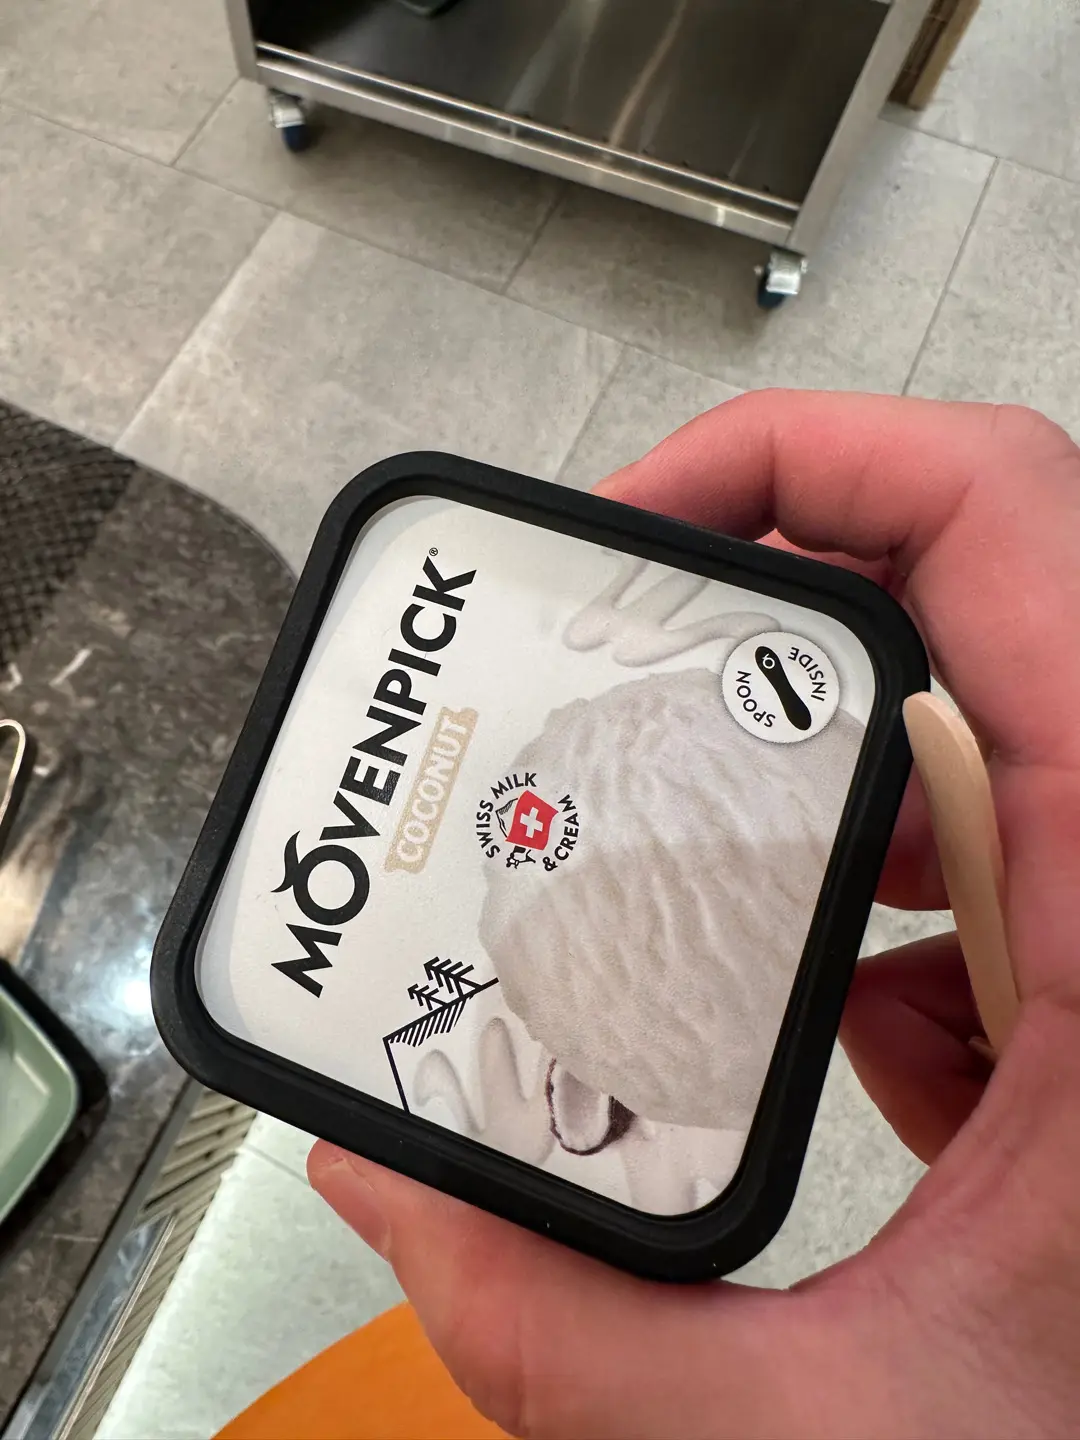 MÖVENPICK®
COCONUT
SWISS MILK
& CREAM
SPOON
INSIDE